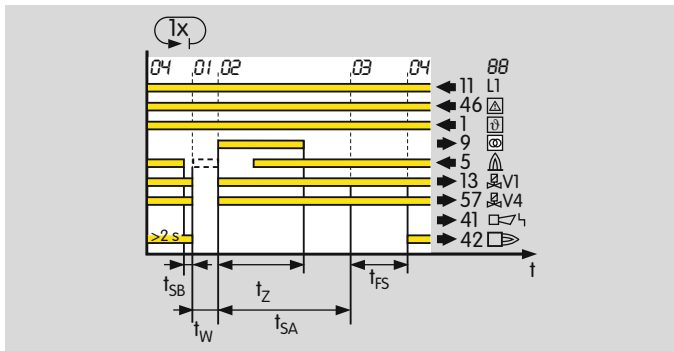 1x
04 01 02 03 04 88
11 L1
46
1 ϑ
9
5
13 V1
57 V4
41
>2 s 42
t
tSB tZ tFS
tW tSA